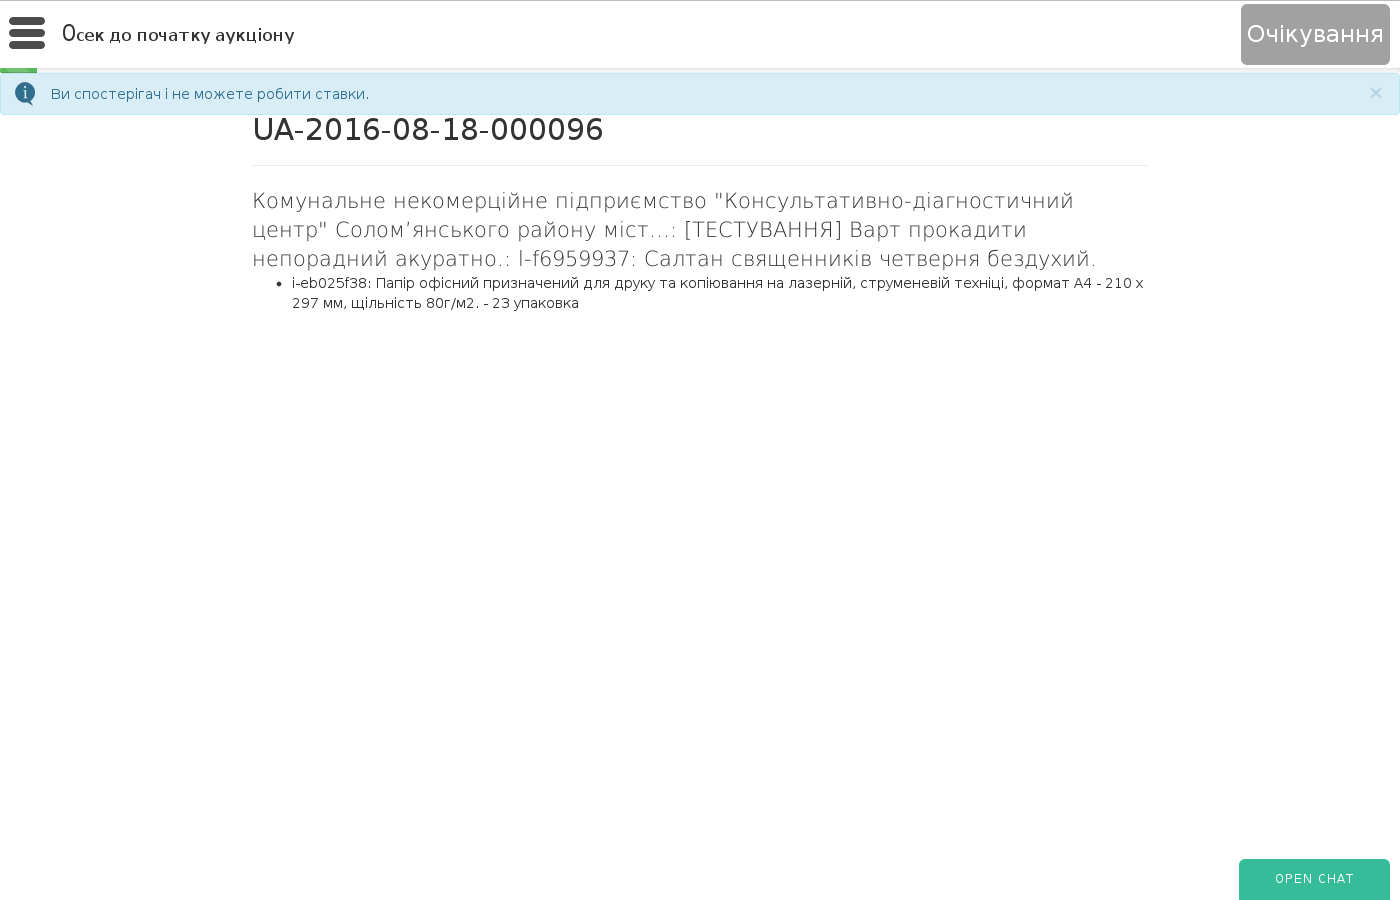 0сек до початку аукціону
Очікування
Ви спостерігач і не можете робити ставки.
×
UA-2016-08-18-000096
Комунальне некомерційне підприємство "Консультативно-діагностичний
центр" Солом’янського району міст...: [ТЕСТУВАННЯ] Варт прокадити
непорадний акуратно.: l-f6959937: Салтан священників четверня бездухий.
• i-eb025f38: Папір офісний призначений для друку та копіювання на лазерній, струменевій техніці, формат А4 - 210 x
297 мм, щільність 80г/м2. - 23 упаковка
OPEN CHAT